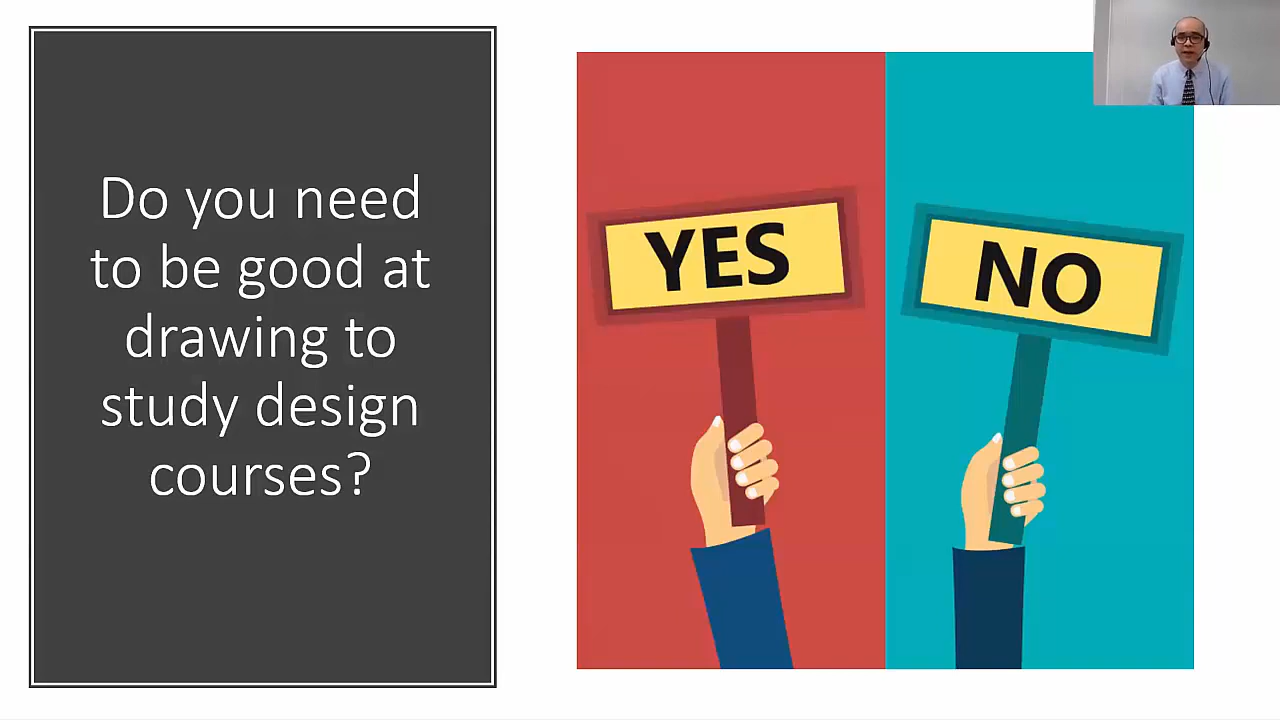 Do you need
to be good at
drawing to
study design
courses?
YES
NO